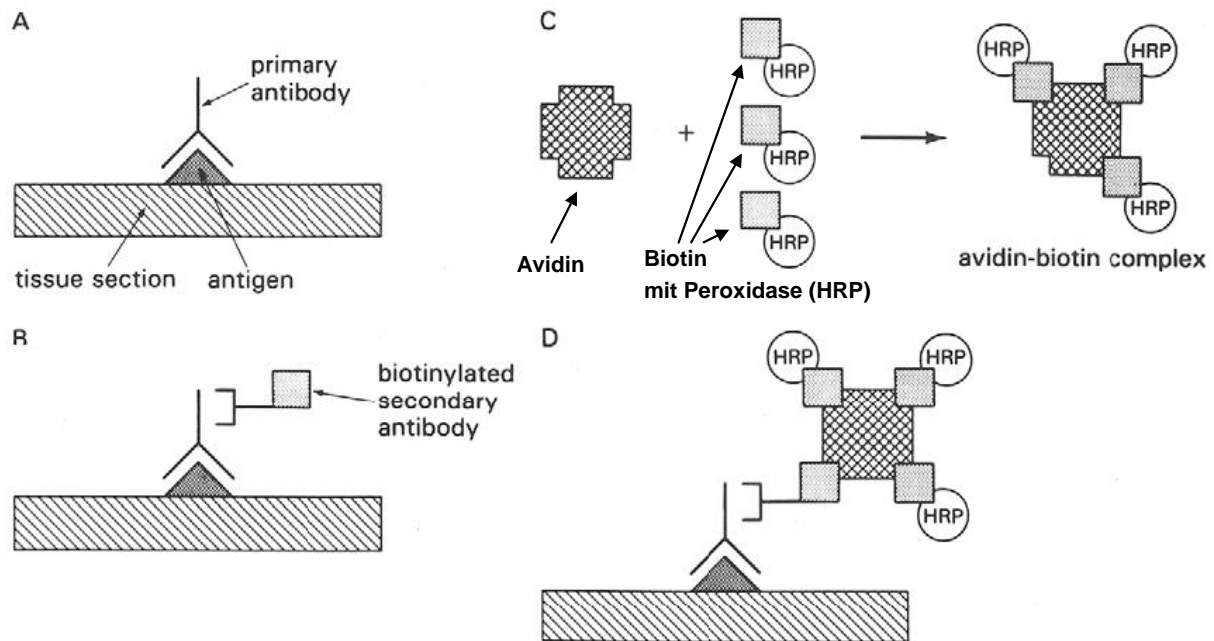 A
primary
antibody
tissue section
antigen
B
biotinylated
secondary
antibody
C
HRP
HRP
HRP
+
Avidin
Biotin
mit Peroxidase (HRP)
HRP
HRP
HRP
avidin-biotin complex
D
HRP
HRP
HRP